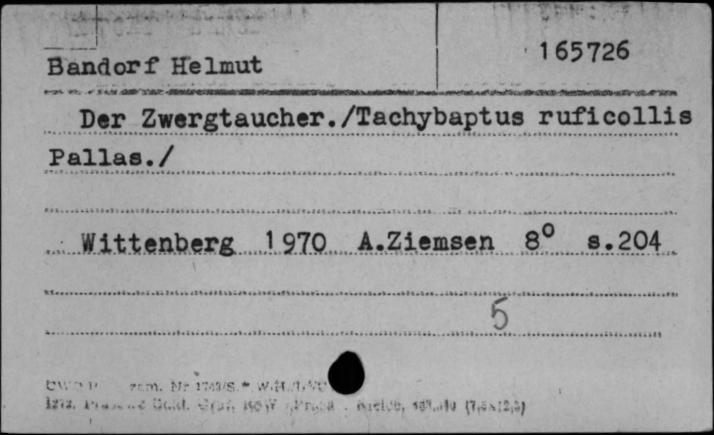 165726
Bandorf Helmut
Der Zwergtaucher./Tachybaptus ruficollis
Pallas./
Wittenberg 1970 A.Ziemsen 8° s.204
5